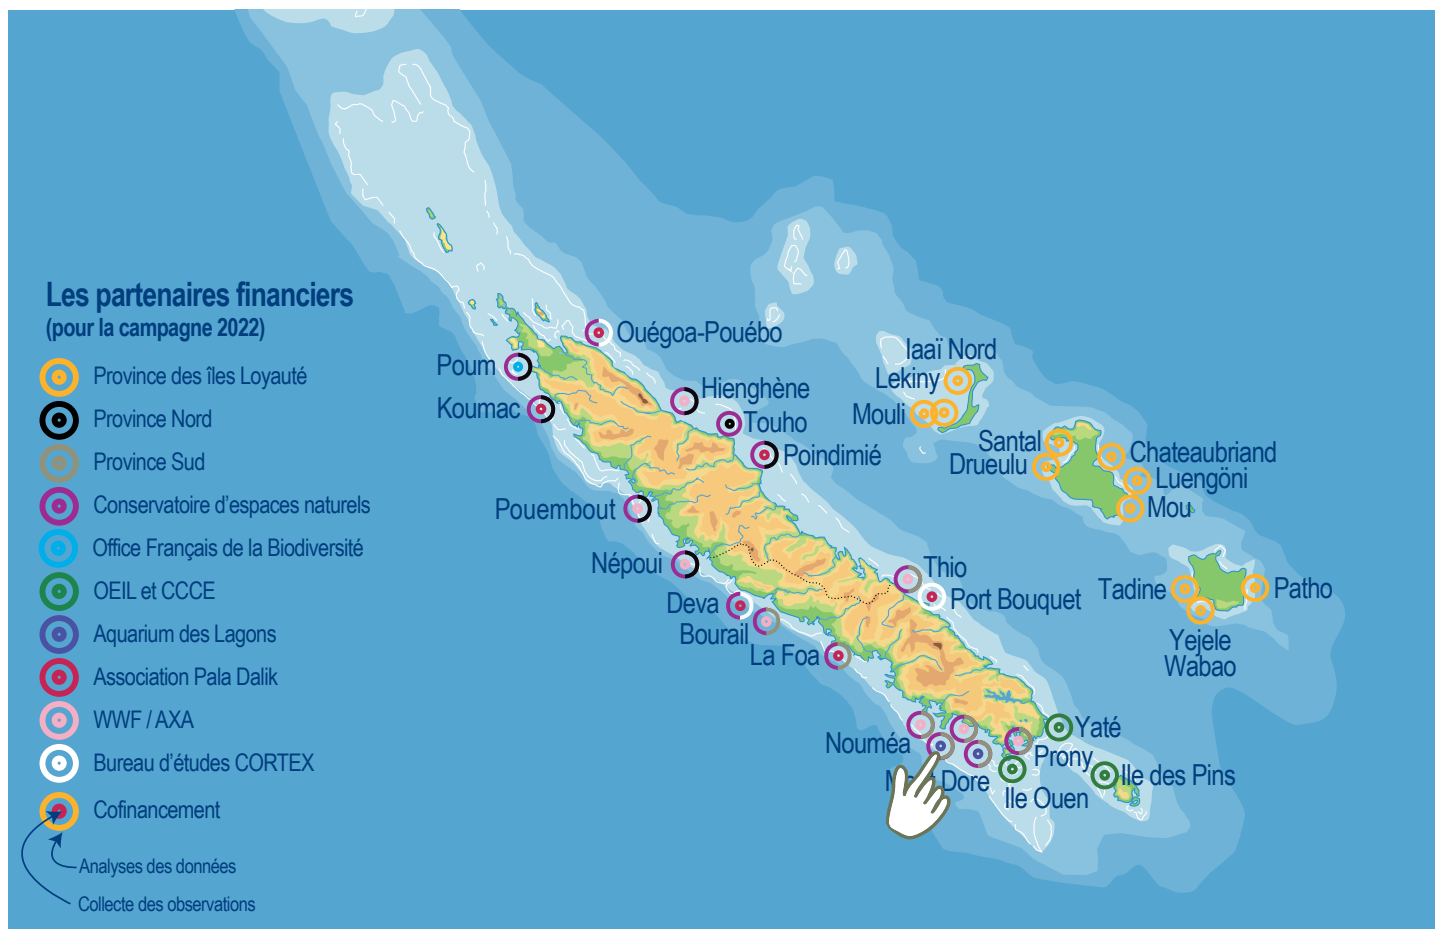 Les partenaires financiers
(pour la campagne 2022)
Province des îles Loyauté
Province Nord
Province Sud
Conservatoire d'espaces naturels
Office Français de la Biodiversité
OEIL et CCCE
Aquarium des Lagons
Association Pala Dalik
WWF / AXA
Bureau d'études CORTEX
Cofinancement
Analyses des données
Collecte des observations
Ouégoa-Pouébo
Poum
Koumac
Hienghène
Touho
Poindimié
Pouembout
Népoui
Deva
Bourail
La Foa
Thio
Port Bouquet
Nouméa
Dore
Prony
Yaté
Ile Ouen
Ile des Pins
Iaaï Nord
Lekiny
Mouli
Santal
Drueulu
Chateaubriand
Luengöni
Mou
Tadine
Patho
Yejele
Wabao